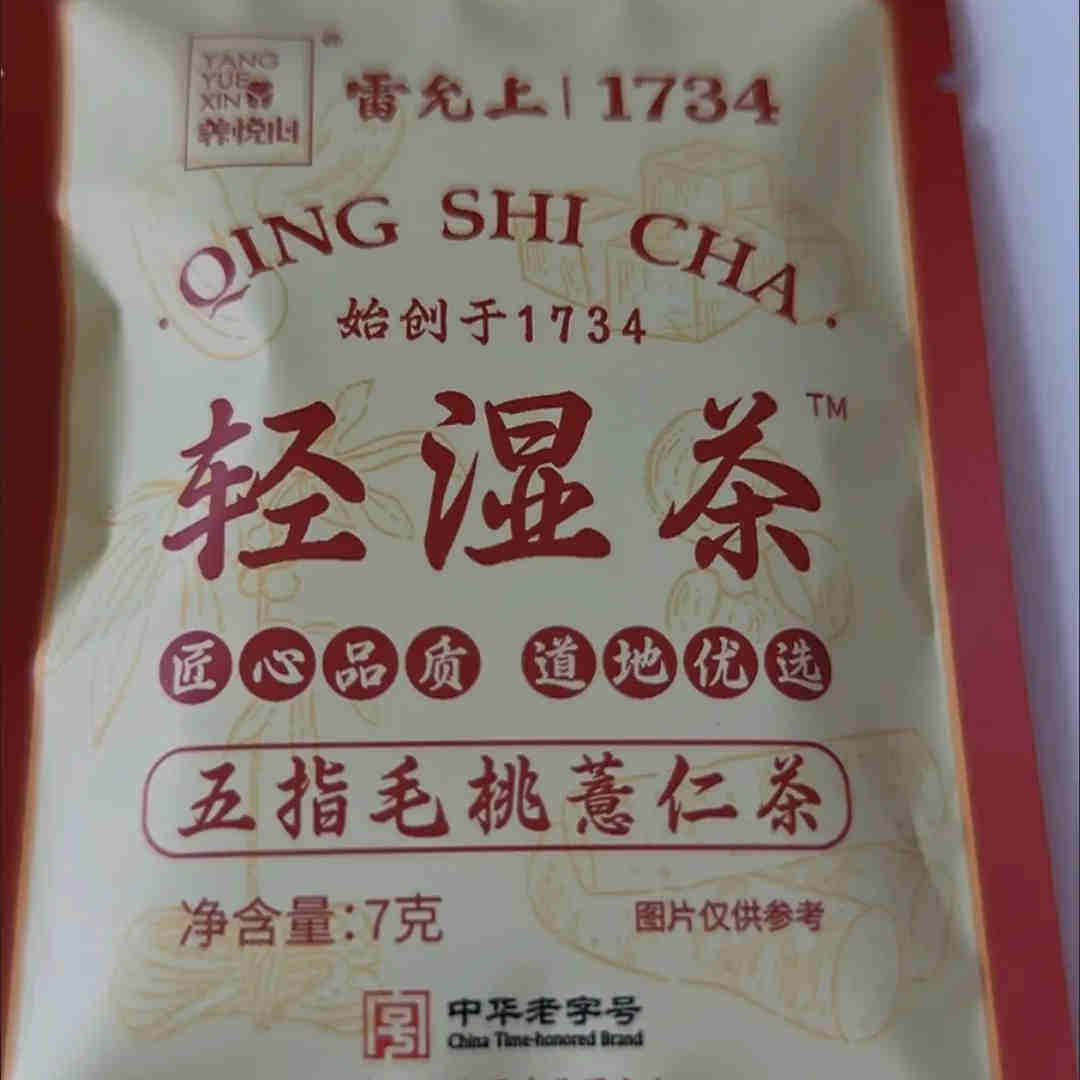 YANG
YUE
XIN
养悦心
雷允上 | 1734
·QING SHI CHA·
始创于1734
轻湿茶™
匠心品质 道地优选
五指毛桃薏仁茶
净含量:7克
图片仅供参考
中华老字号
China Time-honored Brand